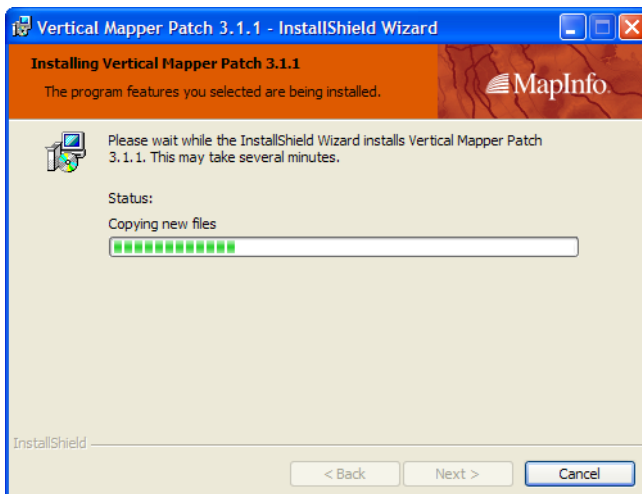 Vertical Mapper Patch 3.1.1 - InstallShield Wizard
Installing Vertical Mapper Patch 3.1.1
The program features you selected are being installed.
MapInfo
Please wait while the InstallShield Wizard installs Vertical Mapper Patch
3.1.1. This may take several minutes.
Status:
Copying new files
InstallShield
< Back
Next >
Cancel